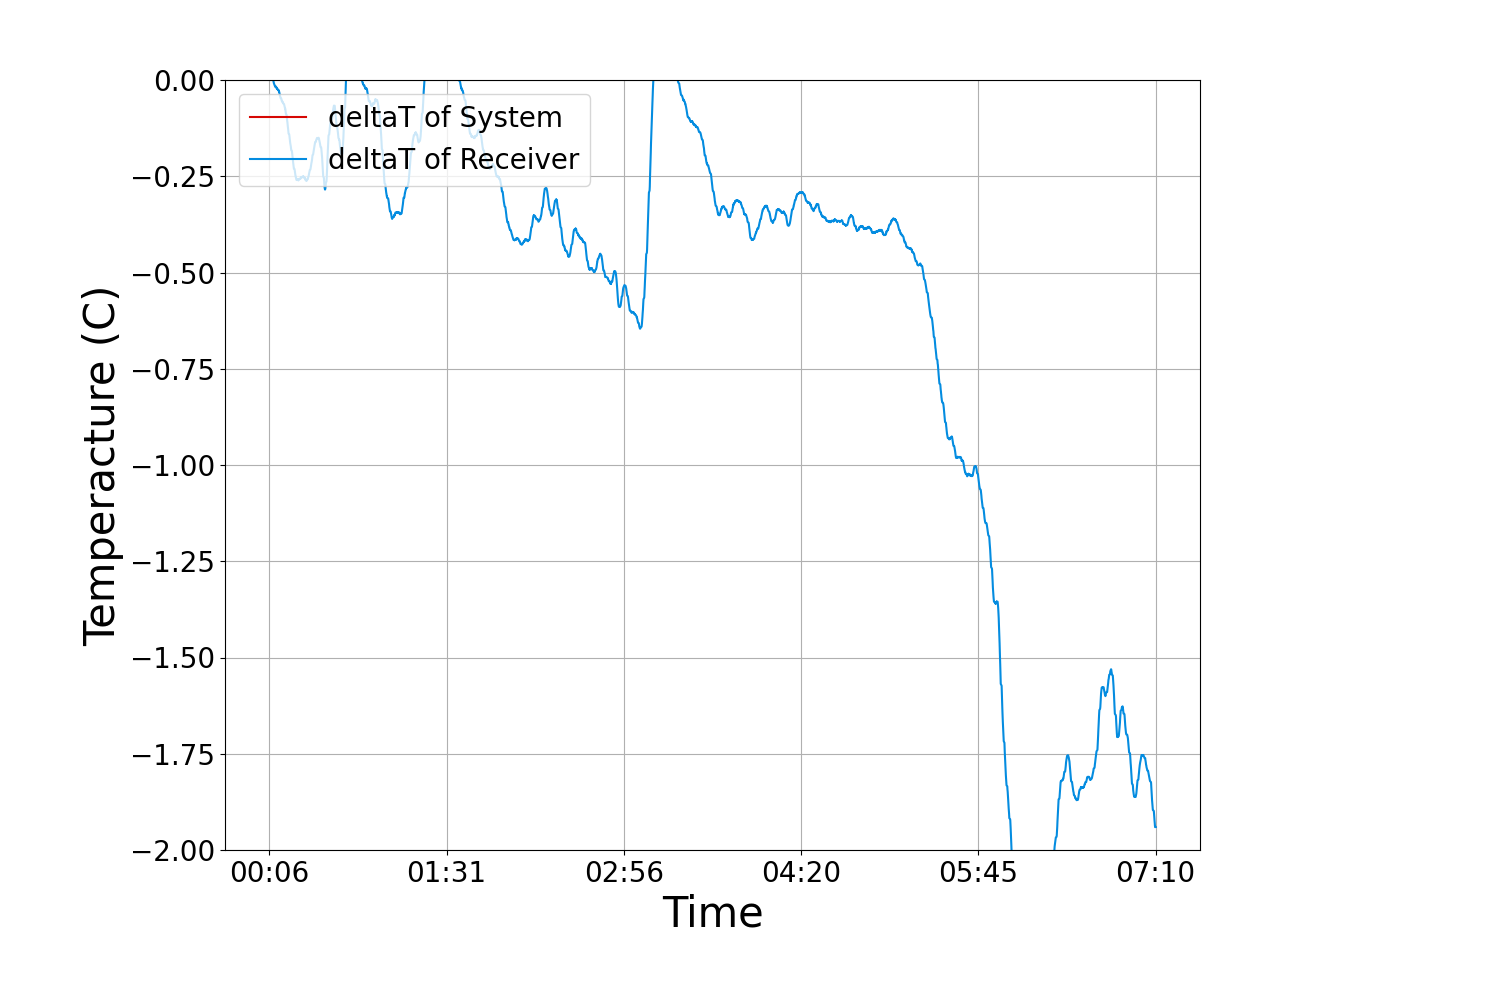 0.00
−0.25
−0.50
−0.75
−1.00
−1.25
−1.50
−1.75
−2.00
Temperacture (C)
deltaT of System
deltaT of Receiver
00:06 01:31 02:56 04:20 05:45 07:10
Time